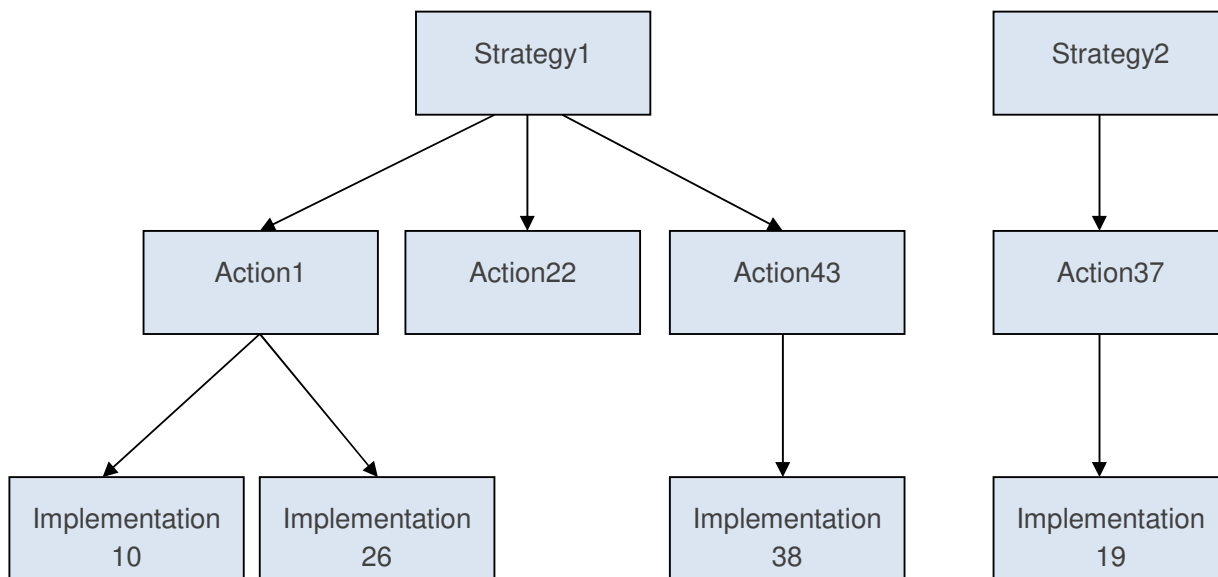 Strategy1
Strategy2
Action1
Action22
Action43
Action37
Implementation
10
Implementation
26
Implementation
38
Implementation
19